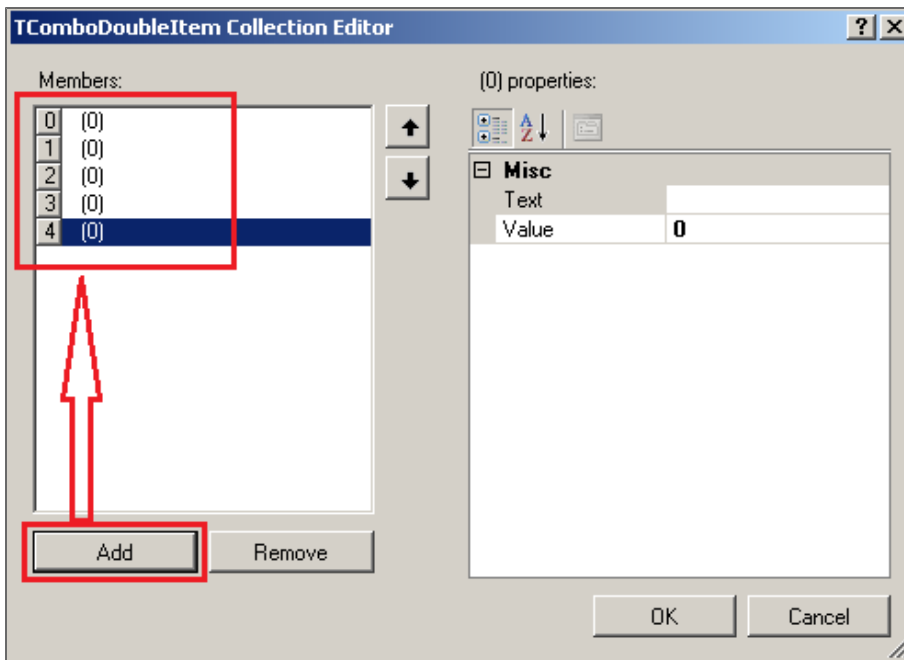 TComboDoubleItem Collection Editor
Members:
(0) properties:
0 (0)
1 (0)
2 (0)
3 (0)
4 (0)
A
Z
Misc
Text
Value 0
Add Remove
OK Cancel